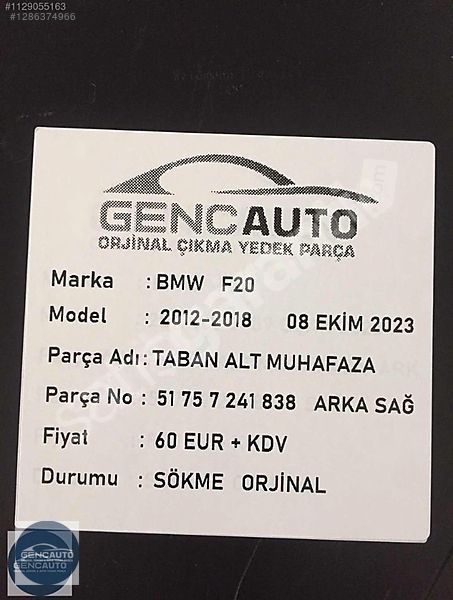 #1129055163
#1286374966
GENCAUTO
ORJİNAL ÇIKMA YEDEK PARÇA
Marka : BMW F20
Model : 2012-2018 08 EKİM 2023
Parça Adı : TABAN ALT MUHAFAZA
Parça No : 51 75 7 241 838 ARKA SAĞ
Fiyat : 60 EUR + KDV
Durumu : SÖKME ORJİNAL
GENCAUTO
GENCAUTO